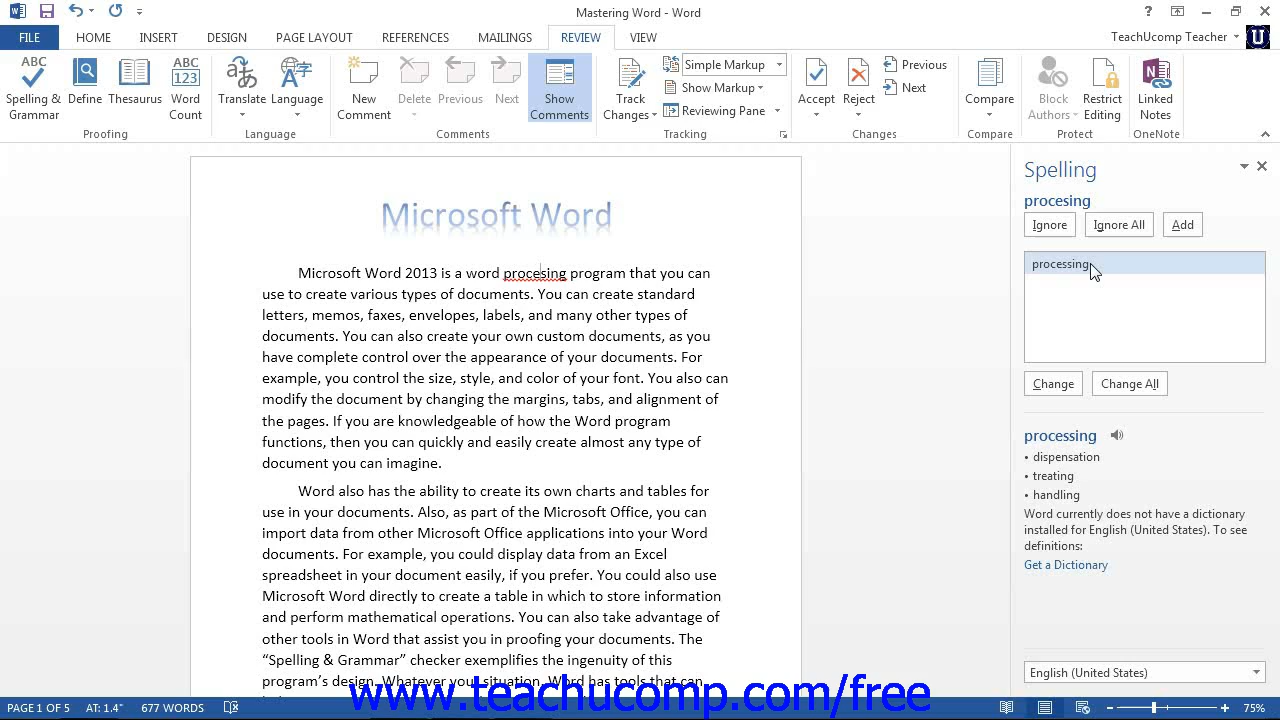 Mastering Word - Word
FILE HOME INSERT DESIGN PAGE LAYOUT REFERENCES MAILINGS REVIEW VIEW TeachUcomp Teacher U
ABC Spelling & Grammar
Define
Thesaurus
ABC 123 Word Count
Translate
Language
New Comment
Delete
Previous
Next
Show Comments
Track Changes
Simple Markup
Show Markup
Reviewing Pane
Accept
Reject
Previous
Next
Compare
Block Authors
Restrict Editing
Linked Notes
Proofing Language Comments Tracking Changes Compare Protect OneNote
Microsoft Word
Microsoft Word 2013 is a word procesing program that you can
use to create various types of documents. You can create standard
letters, memos, faxes, envelopes, labels, and many other types of
documents. You can also create your own custom documents, as you
have complete control over the appearance of your documents. For
example, you control the size, style, and color of your font. You also can
modify the document by changing the margins, tabs, and alignment of
the pages. If you are knowledgeable of how the Word program
functions, then you can quickly and easily create almost any type of
document you can imagine.
Word also has the ability to create its own charts and tables for
use in your documents. Also, as part of the Microsoft Office, you can
import data from other Microsoft Office applications into your Word
documents. For example, you could display data from an Excel
spreadsheet in your document easily, if you prefer. You could also use
Microsoft Word directly to create a table in which to store information
and perform mathematical operations. You can also take advantage of
other tools in Word that assist you in proofing your documents. The
“Spelling & Grammar” checker exemplifies the ingenuity of this
program’s design. Whatever your situation, Word has tools that can
Spelling
procesing
Ignore Ignore All Add
processing
Change Change All
processing
• dispensation
• treating
• handling
Word currently does not have a dictionary
installed for English (United States). To see
definitions:
Get a Dictionary
English (United States)
www.teachucomp.com/free
PAGE 1 OF 5 AT: 1.4" 677 WORDS 75%